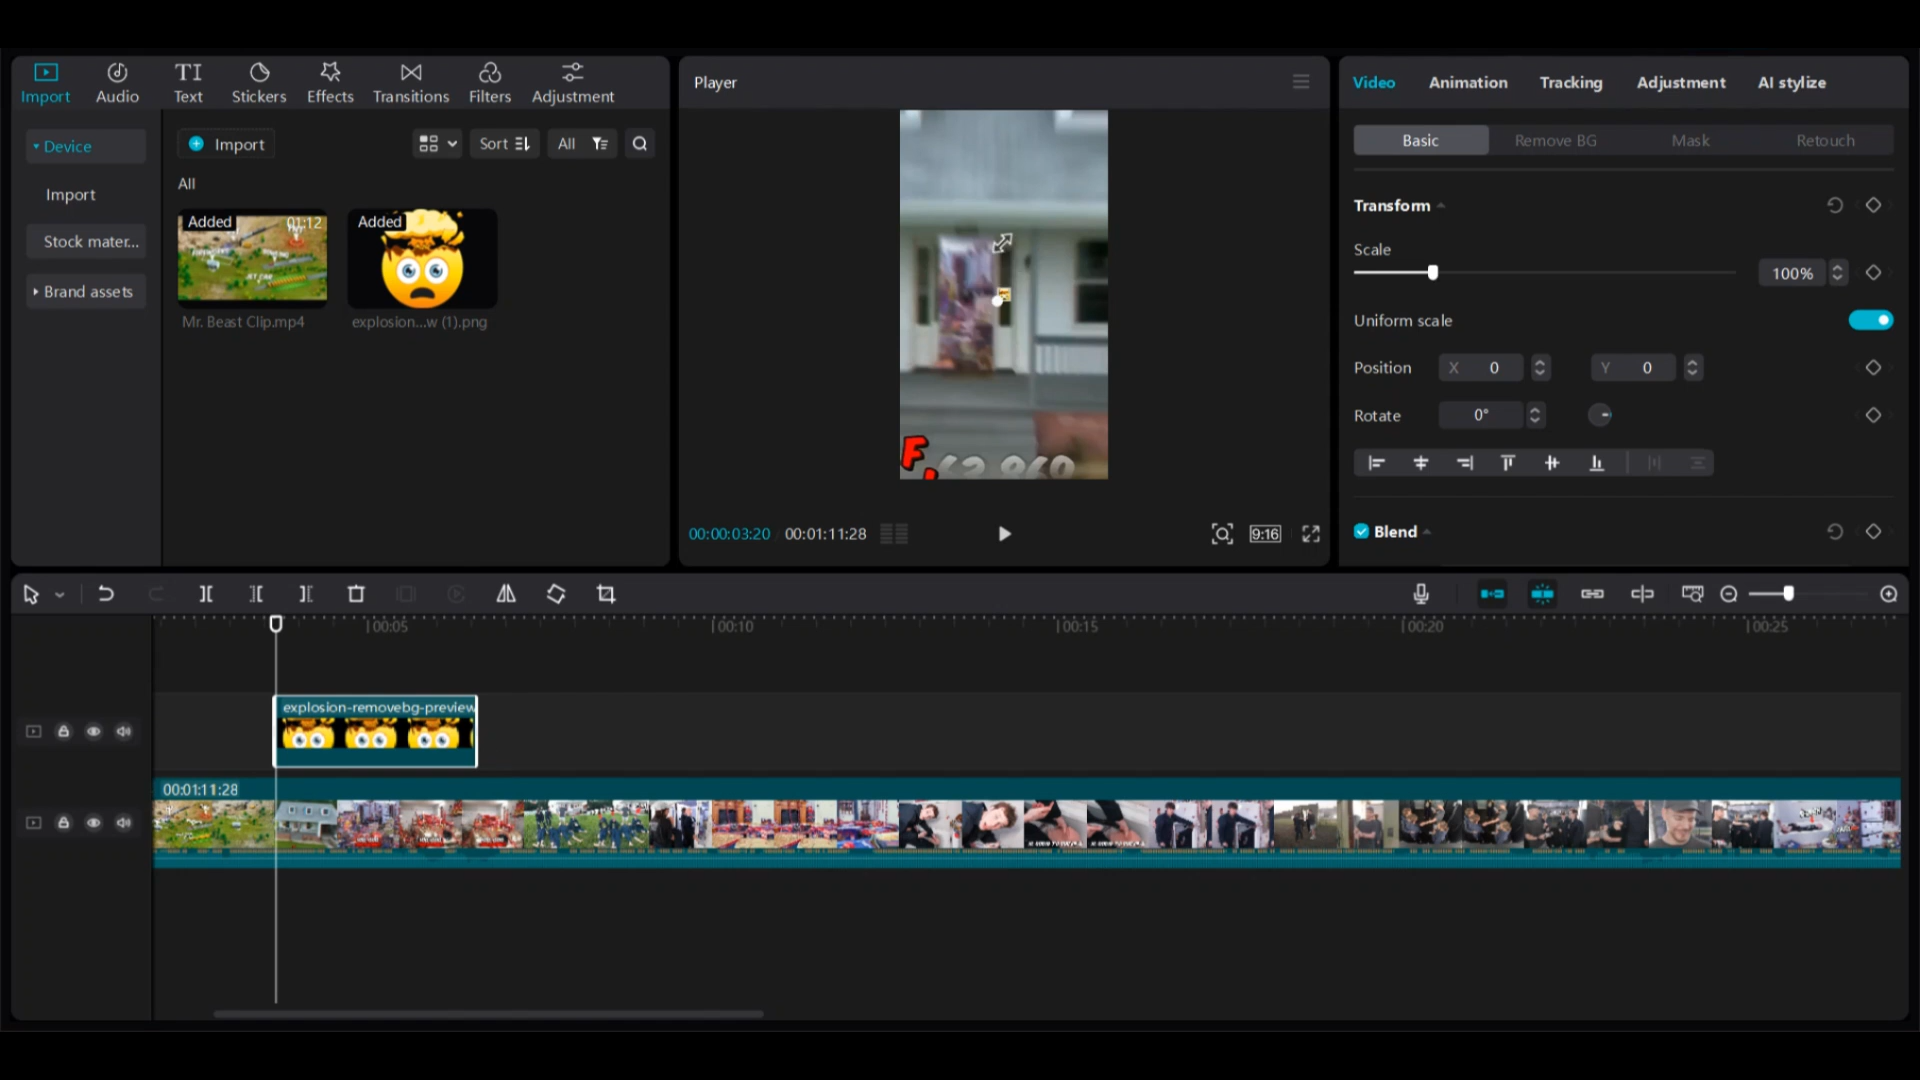 Import
Audio
TI
Text
Stickers
Effects
Transitions
Filters
Adjustment
Device
Import
Stock mater...
Brand assets
Import
Sort
All
All
Added
01:12
Mr. Beast Clip.mp4
Added
explosion...w (1).png
Player
F
62,960
00:00:03:20
00:01:11:28
9:16
Video
Animation
Tracking
Adjustment
AI stylize
Basic
Remove BG
Mask
Retouch
Transform
Scale
100%
Uniform scale
Position
X 0
Y 0
Rotate
0°
Blend
00:05
00:10
00:15
00:20
00:25
explosion-removebg-preview
00:01:11:28